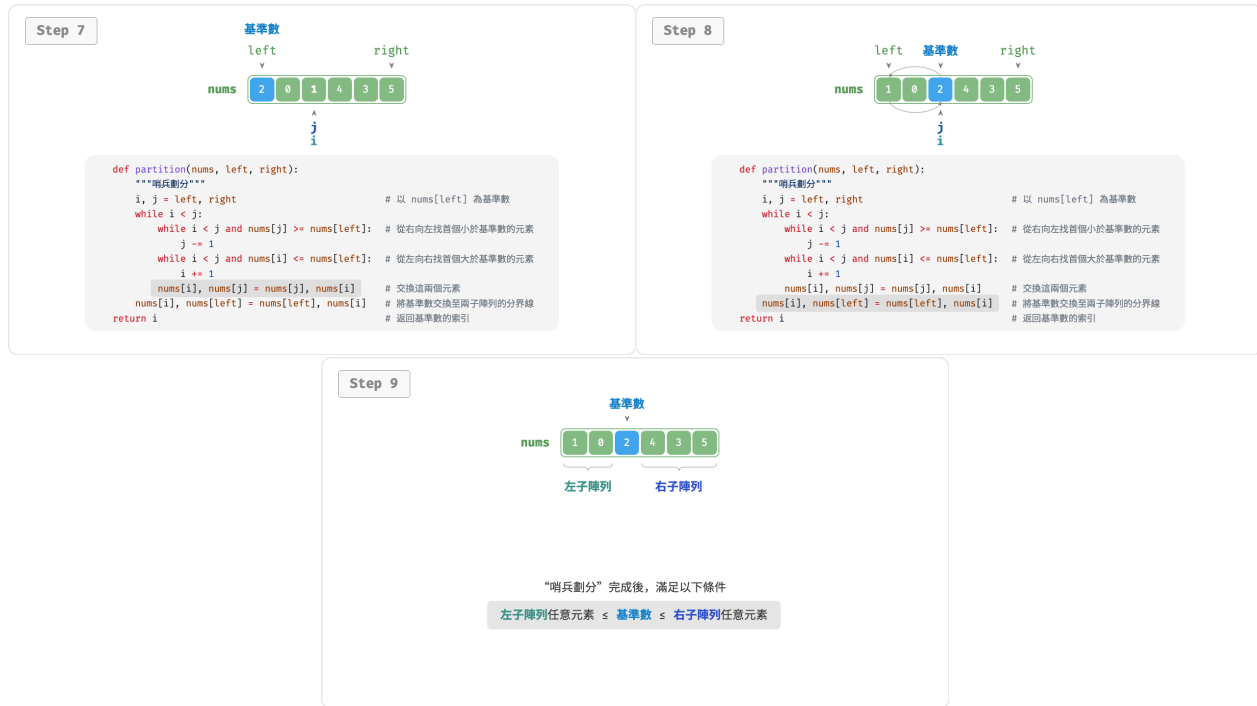 Step 7
基準數
left right
nums 2 0 1 4 3 5
j
i
def partition(nums, left, right):
"""哨兵劃分"""
i, j = left, right # 以 nums[left] 為基準數
while i < j:
while i < j and nums[j] >= nums[left]: # 從右向左找首個小於基準數的元素
j -= 1
while i < j and nums[i] <= nums[left]: # 從左向右找首個大於基準數的元素
i += 1
nums[i], nums[j] = nums[j], nums[i] # 交換這兩個元素
nums[i], nums[left] = nums[left], nums[i] # 將基準數交換至兩子陣列的分界線
return i # 返回基準數的索引
Step 8
left 基準數 right
nums 1 0 2 4 3 5
j
i
def partition(nums, left, right):
"""哨兵劃分"""
i, j = left, right # 以 nums[left] 為基準數
while i < j:
while i < j and nums[j] >= nums[left]: # 從右向左找首個小於基準數的元素
j -= 1
while i < j and nums[i] <= nums[left]: # 從左向右找首個大於基準數的元素
i += 1
nums[i], nums[j] = nums[j], nums[i] # 交換這兩個元素
nums[i], nums[left] = nums[left], nums[i] # 將基準數交換至兩子陣列的分界線
return i # 返回基準數的索引
Step 9
基準數
nums 1 0 2 4 3 5
左子陣列 右子陣列
“哨兵劃分”完成後，滿足以下條件
左子陣列任意元素 ≤ 基準數 ≤ 右子陣列任意元素